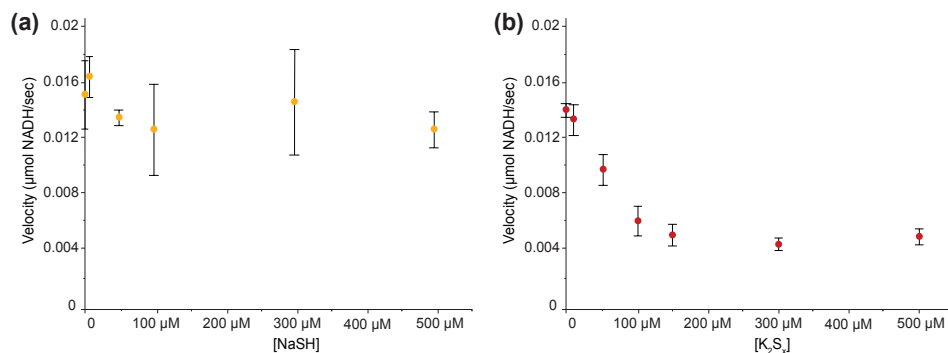 (a)
Velocity (µmol NADH/sec)
0.02
0.016
0.012
0.008
0.004
0
0 100 µM 200 µM 300 µM 400 µM 500 µM
[NaSH]
(b)
Velocity (µmol NADH/sec)
0.02
0.016
0.012
0.008
0.004
0
0 100 µM 200 µM 300 µM 400 µM 500 µM
[K₂Sₓ]